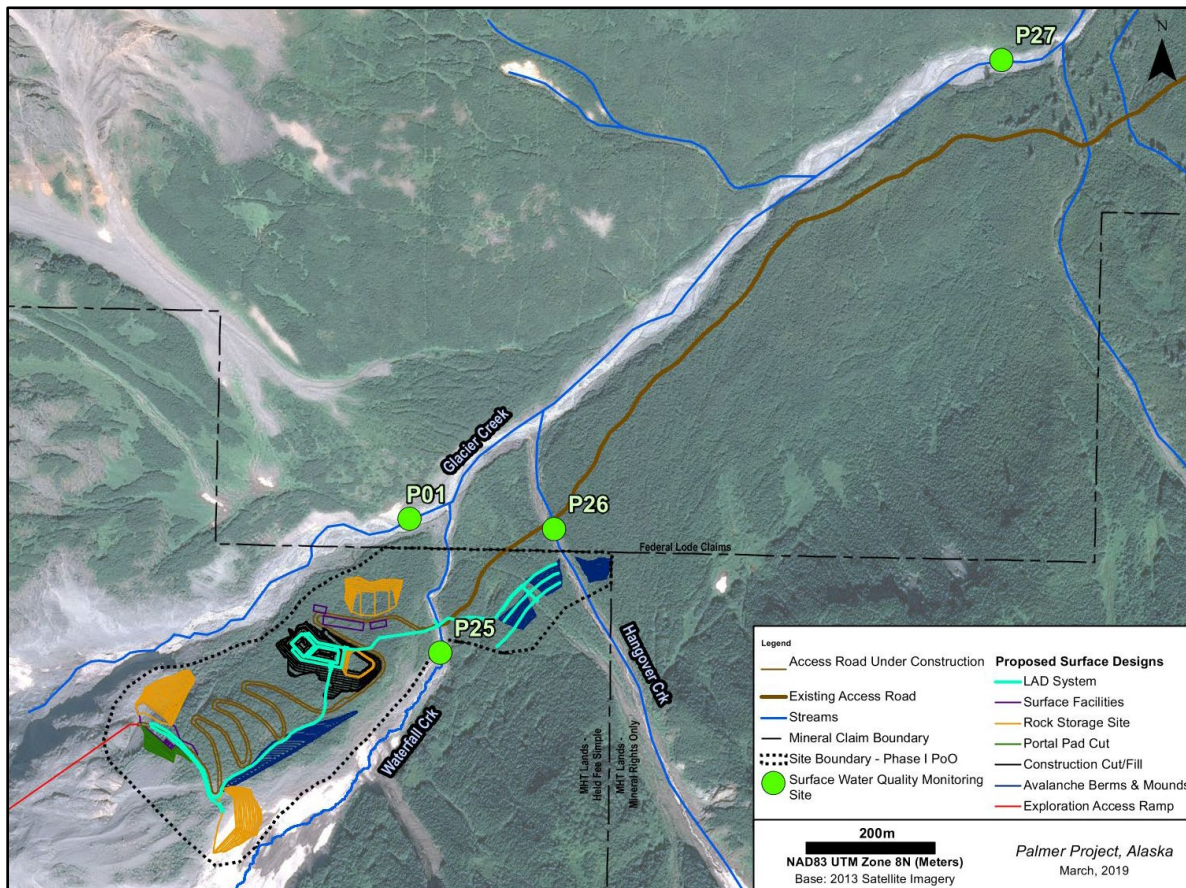 P27
N
Glacier Creek
P01
P26
Federal Lode Claims
P25
Hangover Crk
Waterfall Crk
MHT Lands -
Held Fee Simple
MHT Lands -
Mineral Rights Only
Legend
Access Road Under Construction
Existing Access Road
Streams
Mineral Claim Boundary
Site Boundary - Phase I PoO
Surface Water Quality Monitoring
Site
Proposed Surface Designs
LAD System
Surface Facilities
Rock Storage Site
Portal Pad Cut
Construction Cut/Fill
Avalanche Berms & Mounds
Exploration Access Ramp
200m
NAD83 UTM Zone 8N (Meters)
Base: 2013 Satellite Imagery
Palmer Project, Alaska
March, 2019